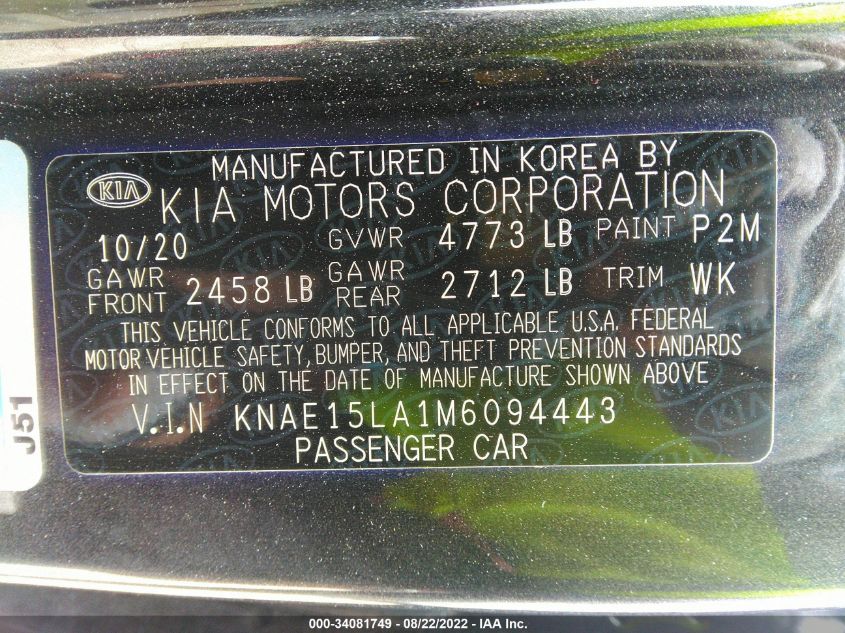 MANUFACTURED IN KOREA BY
KIA KIA MOTORS CORPORATION
10/20 GVWR 4773 LB PAINT P2M
GAWR FRONT 2458 LB GAWR REAR 2712 LB TRIM WK
THIS VEHICLE CONFORMS TO ALL APPLICABLE U.S.A. FEDERAL
MOTOR VEHICLE SAFETY, BUMPER, AND THEFT PREVENTION STANDARDS
IN EFFECT ON THE DATE OF MANUFACTURE SHOWN ABOVE
V.I.N KNAE15LA1M6094443
PASSENGER CAR
J51
000-34081749 - 08/22/2022 - IAA Inc.